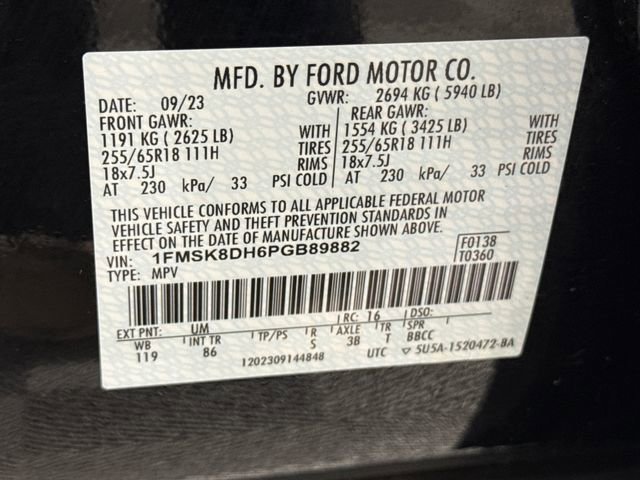 MFD. BY FORD MOTOR CO.
DATE: 09/23 GVWR: 2694 KG ( 5940 LB)
FRONT GAWR: REAR GAWR:
1191 KG ( 2625 LB) WITH 1554 KG ( 3425 LB) WITH
255/65R18 111H TIRES 255/65R18 111H TIRES
18x7.5J RIMS 18x7.5J RIMS
AT 230 kPa/ 33 PSI COLD AT 230 kPa/ 33 PSI COLD
THIS VEHICLE CONFORMS TO ALL APPLICABLE FEDERAL MOTOR
VEHICLE SAFETY AND THEFT PREVENTION STANDARDS IN
EFFECT ON THE DATE OF MANUFACTURE SHOWN ABOVE.
VIN: 1FMSK8DH6PGB89882 F0138
TYPE: MPV T0360
EXT PNT: UM RC: 16 DSO:
WB INT TR TP/PS R AXLE TR SPR
119 86 S 3B T BBCC
1202309144848 UTC ▽ 5U5A-1520472-BA